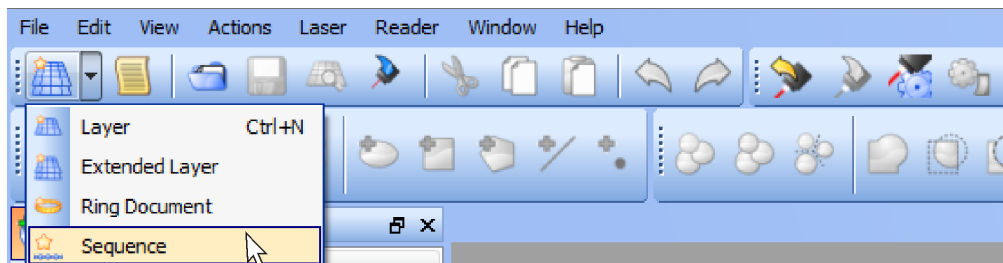 File Edit View Actions Laser Reader Window Help
Layer Ctrl+N
Extended Layer
Ring Document
Sequence